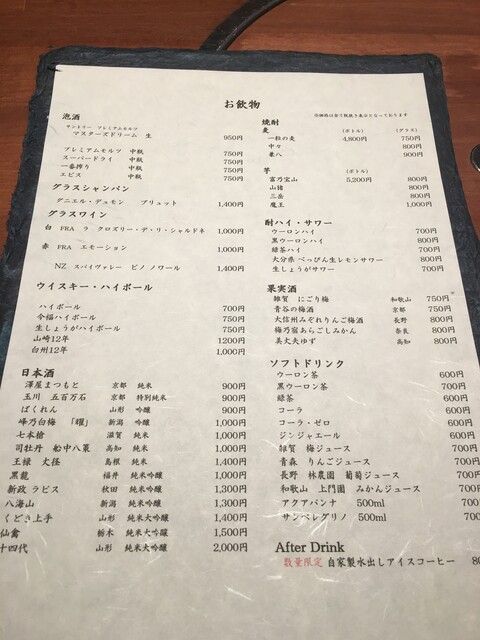 お飲物
泡酒
サントリー プレミアムモルツ
マスターズドリーム 生 950円
プレミアムモルツ 中瓶 750円
スーパードライ 中瓶 750円
一番搾り 中瓶 750円
エビス 中瓶 750円
グラスシャンパン
グニエル・デュモン ブリュット 1,400円
グラスワイン
白 FRA ラ クロズリー・デ・リ・シャルドネ 1,000円
赤 FRA エモーション 1,000円
NZ スパイヴァレー ピノ ノワール 1,400円
ウイスキー・ハイボール
ハイボール 700円
今福ハイボール 750円
生しょうがハイボール 750円
山崎12年 1200円
白州12年 1,000円
日本酒
澤屋まつもと 京都 純米 900円
玉川 五百万石 京都 特別純米 900円
ばくれん 山形 吟醸 900円
峰乃白梅 「曜」 新潟 吟醸 1,000円
七本槍 滋賀 純米 1,000円
司牡丹 船中八策 高知 純米 1,000円
王祿 丈径 島根 純米 1,400円
黒龍 福井 純米吟醸 1,000円
新政 ラピス 秋田 純米吟醸 1,300円
八海山 新潟 純米吟醸 1,300円
くどき上手 山形 純米大吟醸 1,400円
仙禽 栃木 純米大吟醸 1,500円
十四代 山形 純米大吟醸 2,000円
焼酎
麦 (ボトル) (グラス)
一粒の麦 4,800円 750円
中々 800円
兼八 900円
芋 (ボトル)
富乃宝山 5,200円 800円
山猪 800円
三岳 800円
魔王 1,000円
酎ハイ・サワー
ウーロンハイ 700円
黒ウーロンハイ 800円
緑茶ハイ 700円
大分県 べっぴん生レモンサワー 800円
生しょうがサワー 700円
果実酒
雑賀 にごり梅 和歌山 750円
青谷の梅酒 京都 750円
大信州みぞれりんご梅酒 長野 800円
梅乃宿あらごしみかん 奈良 800円
美丈夫ゆず 高知 800円
ソフトドリンク
ウーロン茶 600円
黒ウーロン茶 700円
緑茶 600円
コーラ 600円
コーラ・ゼロ 600円
ジンジャエール 600円
雑賀 梅ジュース 700円
青森 りんごジュース 700円
長野 林農園 葡萄ジュース 700円
和歌山 上門園 みかんジュース 700
アクアパンナ 500ml 700
サンペレグリノ 500ml 700
After Drink
数量限定 自家製水出しアイスコーヒー 80